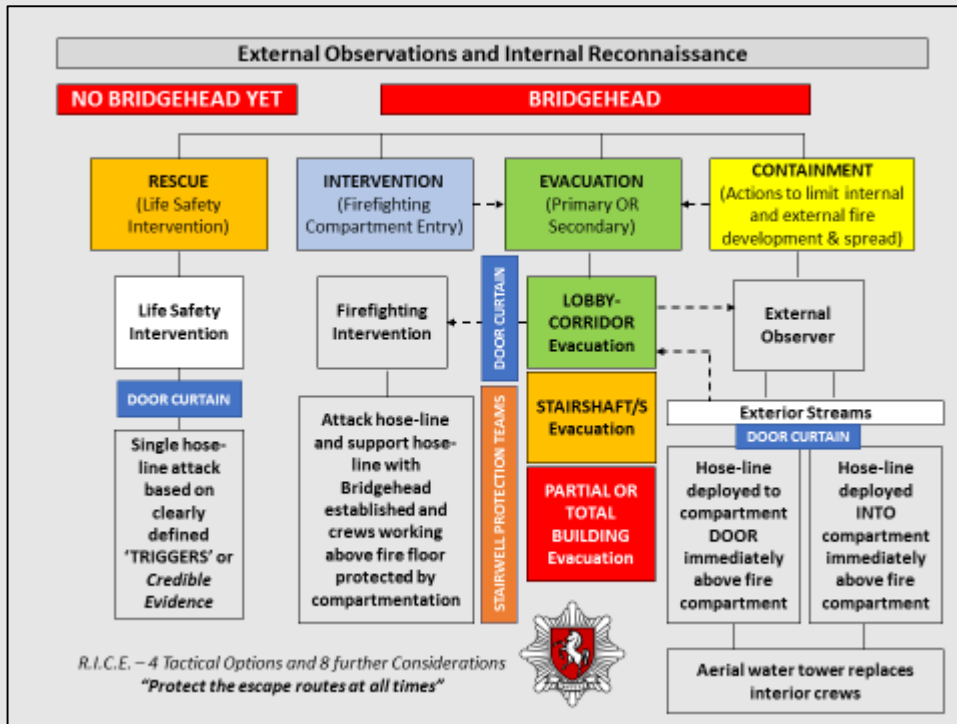 External Observations and Internal Reconnaissance
NO BRIDGEHEAD YET
BRIDGEHEAD
RESCUE
(Life Safety
Intervention)
INTERVENTION
(Firefighting
Compartment Entry)
EVACUATION
(Primary OR
Secondary)
CONTAINMENT
(Actions to limit internal
and external fire
development & spread)
Life Safety
Intervention
Firefighting
Intervention
DOOR CURTAIN
LOBBY-
CORRIDOR
Evacuation
External
Observer
DOOR CURTAIN
Single hose-
line attack
based on
clearly
defined
'TRIGGERS' or
Credible
Evidence
Attack hose-line
and support hose-
line with
Bridgehead
established and
crews working
above fire floor
protected by
compartmentation
STAIRWELL PROTECTION TEAMS
STAIRSHAFT/S
Evacuation
PARTIAL OR
TOTAL
BUILDING
Evacuation
Exterior Streams
DOOR CURTAIN
Hose-line
deployed to
compartment
DOOR
immediately
above fire
compartment
Hose-line
deployed
INTO
compartment
immediately
above fire
compartment
Aerial water tower replaces
interior crews
R.I.C.E. – 4 Tactical Options and 8 further Considerations
"Protect the escape routes at all times"